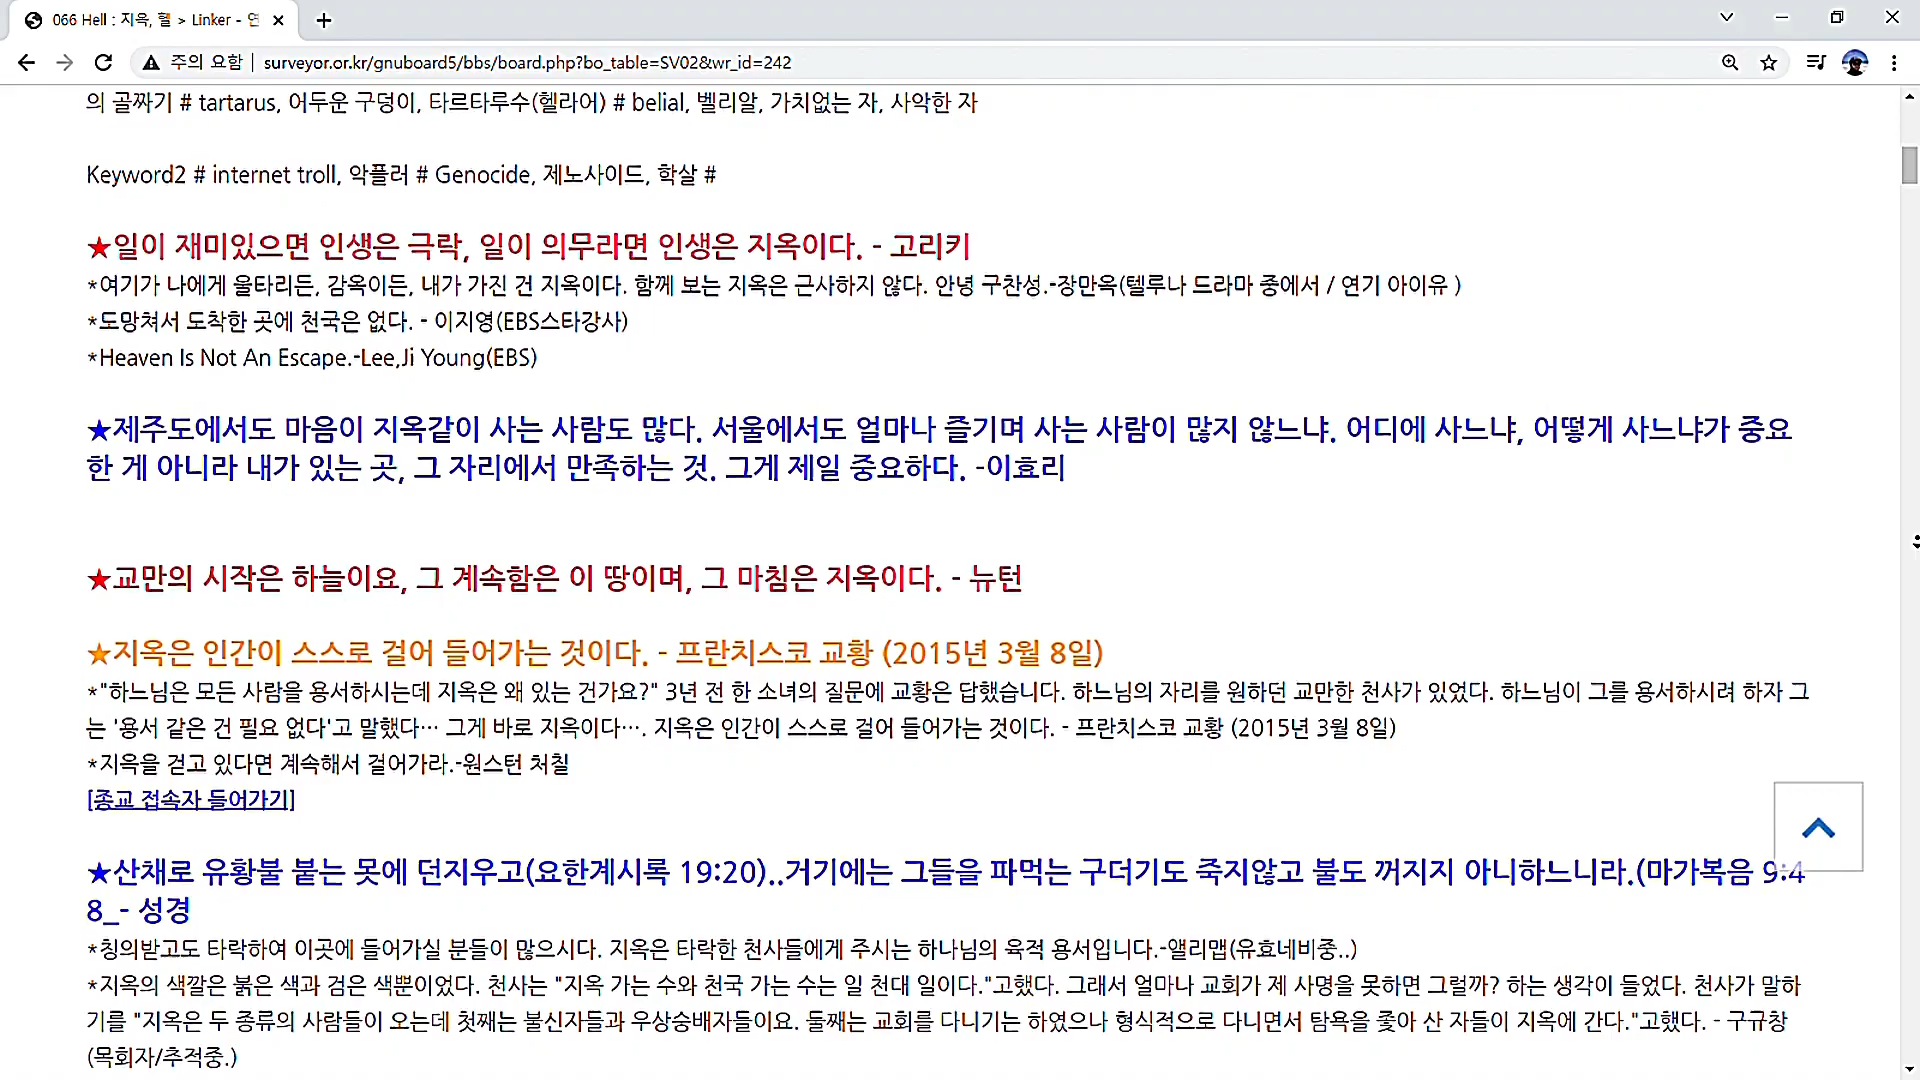 066 Hell : 지옥, 헬 > Linker - 연
주의 요함 | surveyor.or.kr/gnuboard5/bbs/board.php?bo_table=SV02&wr_id=242
의 골짜기 # tartarus, 어두운 구덩이, 타르타루수(헬라어) # belial, 벨리알, 가치없는 자, 사악한 자
Keyword2 # internet troll, 악플러 # Genocide, 제노사이드, 학살 #
★일이 재미있으면 인생은 극락, 일이 의무라면 인생은 지옥이다. - 고리키
*여기가 나에게 울타리든, 감옥이든, 내가 가진 건 지옥이다. 함께 보는 지옥은 근사하지 않다. 안녕 구찬성.-장만옥(텔루나 드라마 중에서 / 연기 아이유 )
*도망쳐서 도착한 곳에 천국은 없다. - 이지영(EBS스타강사)
*Heaven Is Not An Escape.-Lee,Ji Young(EBS)
★제주도에서도 마음이 지옥같이 사는 사람도 많다. 서울에서도 얼마나 즐기며 사는 사람이 많지 않느냐. 어디에 사느냐, 어떻게 사느냐가 중요
한 게 아니라 내가 있는 곳, 그 자리에서 만족하는 것. 그게 제일 중요하다. -이효리
★교만의 시작은 하늘이요, 그 계속함은 이 땅이며, 그 마침은 지옥이다. - 뉴턴
★지옥은 인간이 스스로 걸어 들어가는 것이다. - 프란치스코 교황 (2015년 3월 8일)
*"하느님은 모든 사람을 용서하시는데 지옥은 왜 있는 건가요?" 3년 전 한 소녀의 질문에 교황은 답했습니다. 하느님의 자리를 원하던 교만한 천사가 있었다. 하느님이 그를 용서하시려 하자 그
는 '용서 같은 건 필요 없다'고 말했다… 그게 바로 지옥이다…. 지옥은 인간이 스스로 걸어 들어가는 것이다. - 프란치스코 교황 (2015년 3월 8일)
*지옥을 걷고 있다면 계속해서 걸어가라.-윈스턴 처칠
[종교 접속자 들어가기]
★산채로 유황불 붙는 못에 던지우고(요한계시록 19:20)..거기에는 그들을 파먹는 구더기도 죽지않고 불도 꺼지지 아니하느니라.(마가복음 9:4
8_- 성경
*칭의받고도 타락하여 이곳에 들어가실 분들이 많으시다. 지옥은 타락한 천사들에게 주시는 하나님의 육적 용서입니다.-앨리맵(유효네비중..)
*지옥의 색깔은 붉은 색과 검은 색뿐이었다. 천사는 "지옥 가는 수와 천국 가는 수는 일 천대 일이다."고했다. 그래서 얼마나 교회가 제 사명을 못하면 그럴까? 하는 생각이 들었다. 천사가 말하
기를 "지옥은 두 종류의 사람들이 오는데 첫째는 불신자들과 우상숭배자들이요. 둘째는 교회를 다니기는 하였으나 형식적으로 다니면서 탐욕을 좇아 산 자들이 지옥에 간다."고했다. - 구규창
(목회자/추적중.)